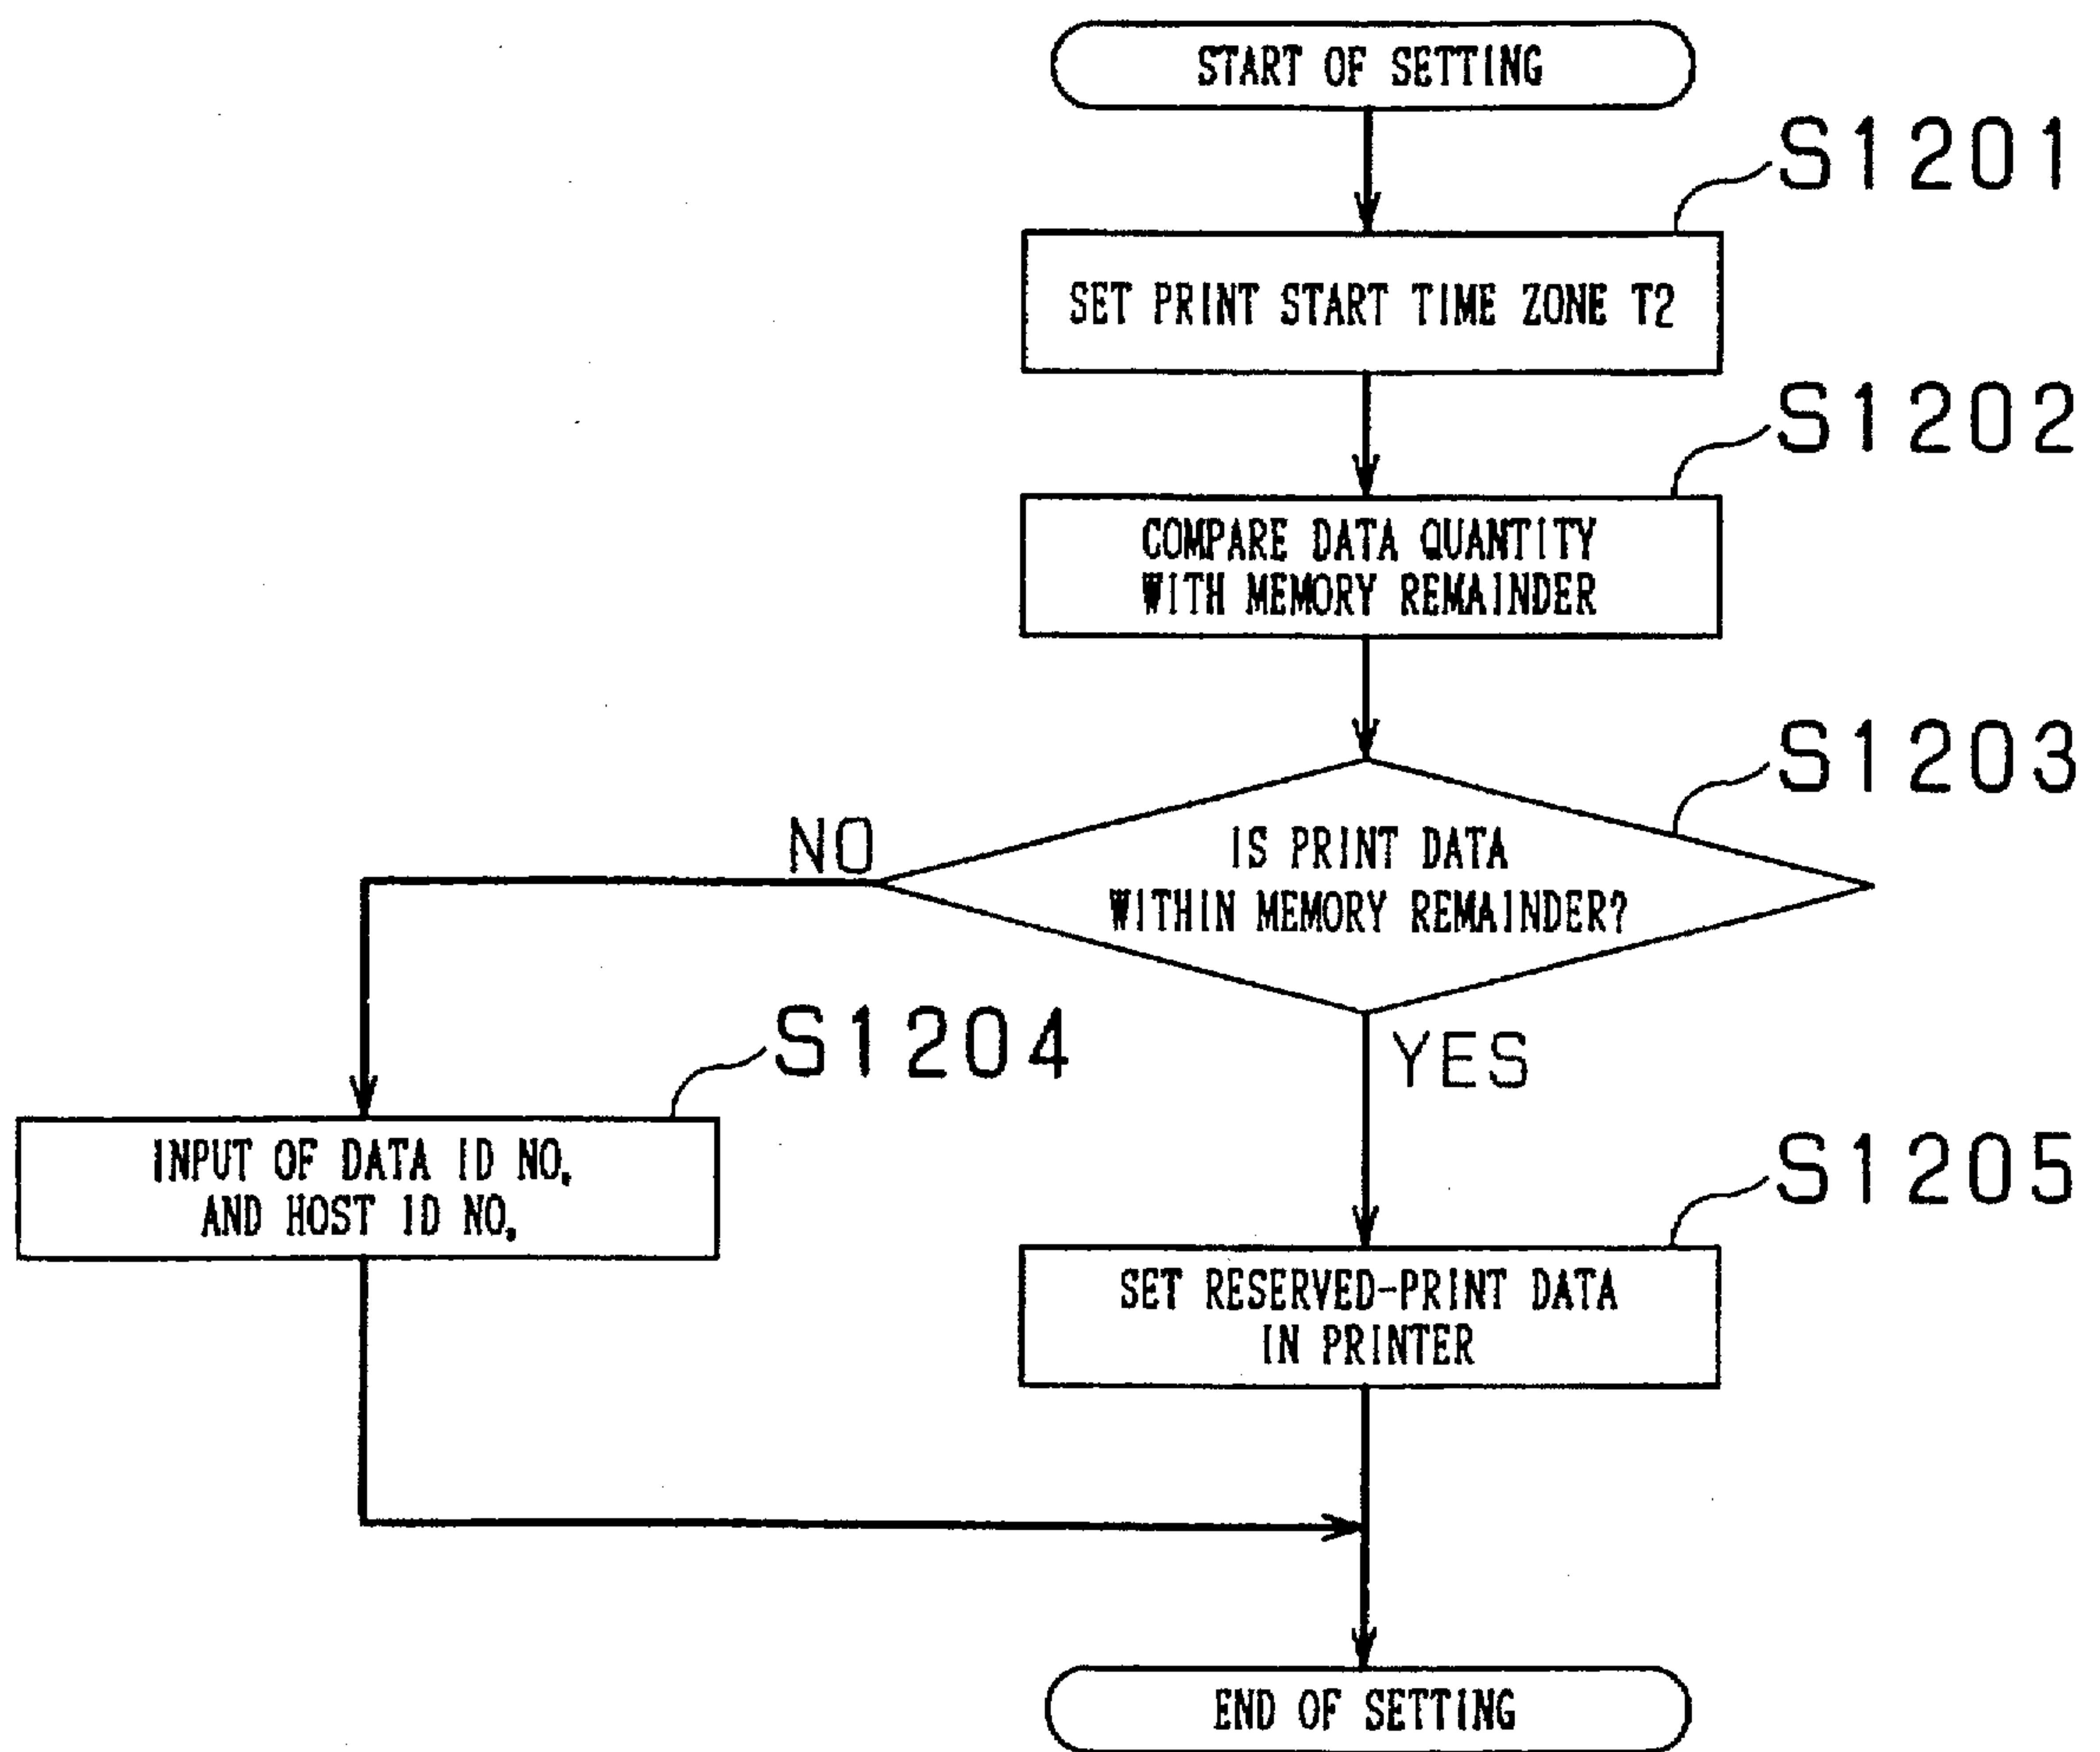 START OF SETTING
S1201
SET PRINT START TIME ZONE T2
S1202
COMPARE DATA QUANTITY
WITH MEMORY REMAINDER
S1203
IS PRINT DATA
WITHIN MEMORY REMAINDER?
NO
YES
S1204
INPUT OF DATA ID NO.
AND HOST ID NO.
S1205
SET RESERVED-PRINT DATA
IN PRINTER
END OF SETTING